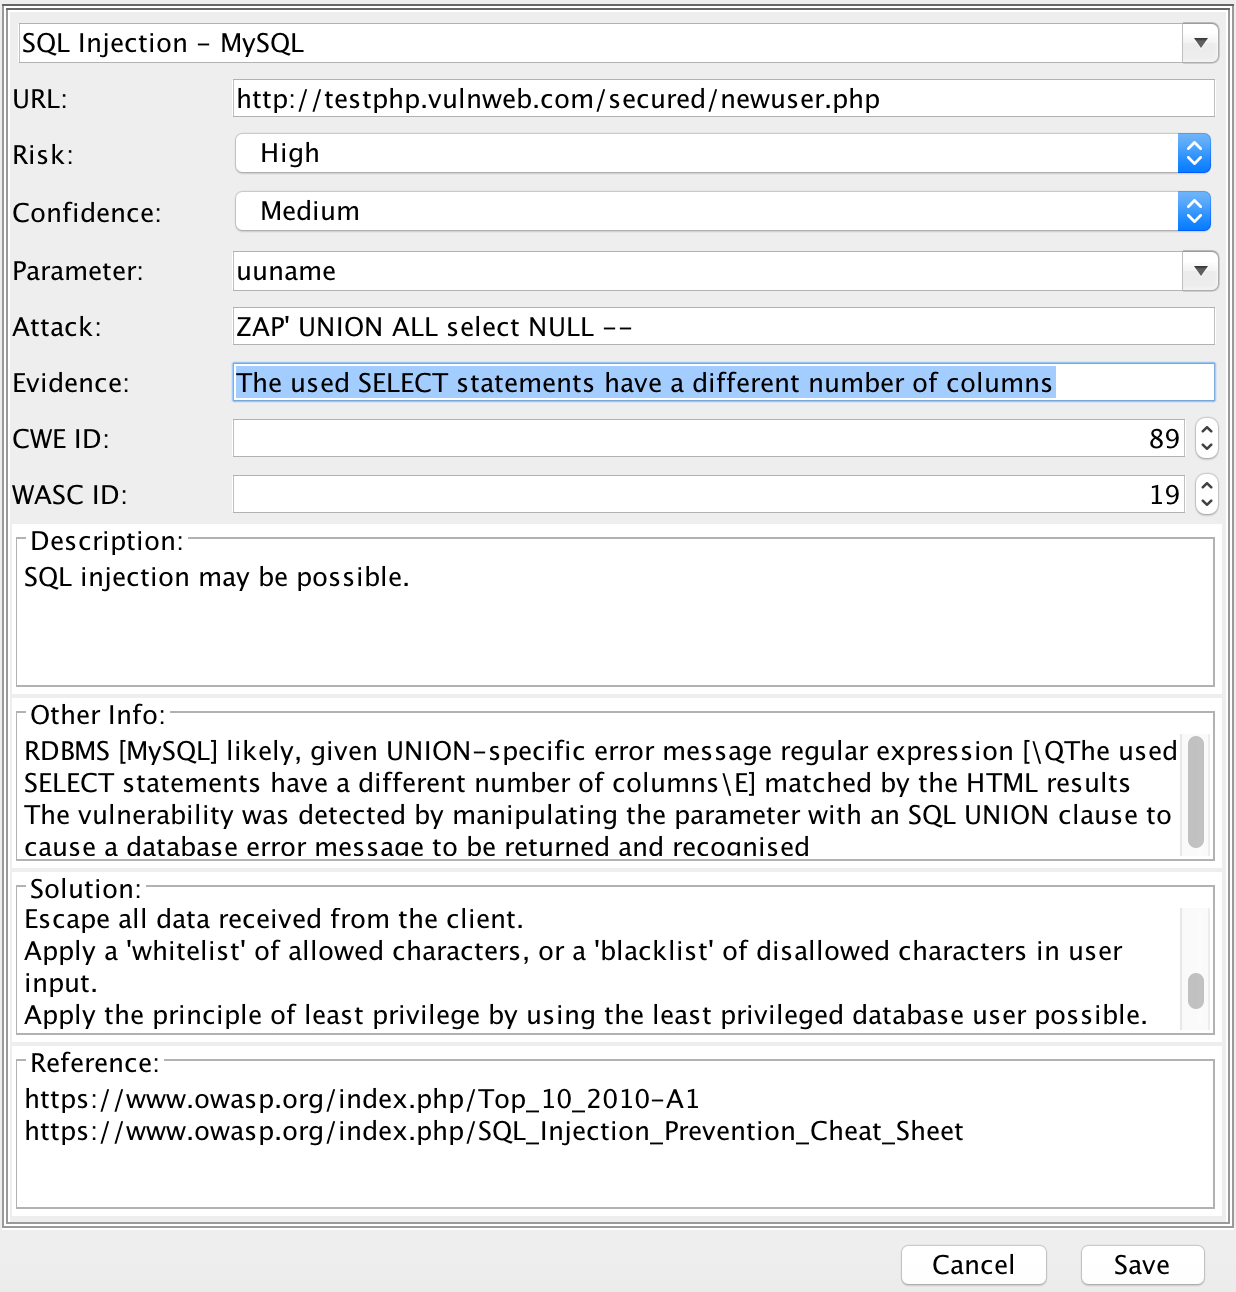 SQL Injection - MySQL
URL:
http://testphp.vulnweb.com/secured/newuser.php
Risk:
High
Confidence:
Medium
Parameter:
uuname
Attack:
ZAP' UNION ALL select NULL --
Evidence:
The used SELECT statements have a different number of columns
CWE ID:
89
WASC ID:
19
Description:
SQL injection may be possible.
Other Info:
RDBMS [MySQL] likely, given UNION-specific error message regular expression [\QThe used
SELECT statements have a different number of columns\E] matched by the HTML results
The vulnerability was detected by manipulating the parameter with an SQL UNION clause to
cause a database error message to be returned and recognised
Solution:
Escape all data received from the client.
Apply a 'whitelist' of allowed characters, or a 'blacklist' of disallowed characters in user
input.
Apply the principle of least privilege by using the least privileged database user possible.
Reference:
https://www.owasp.org/index.php/Top_10_2010-A1
https://www.owasp.org/index.php/SQL_Injection_Prevention_Cheat_Sheet
Cancel
Save